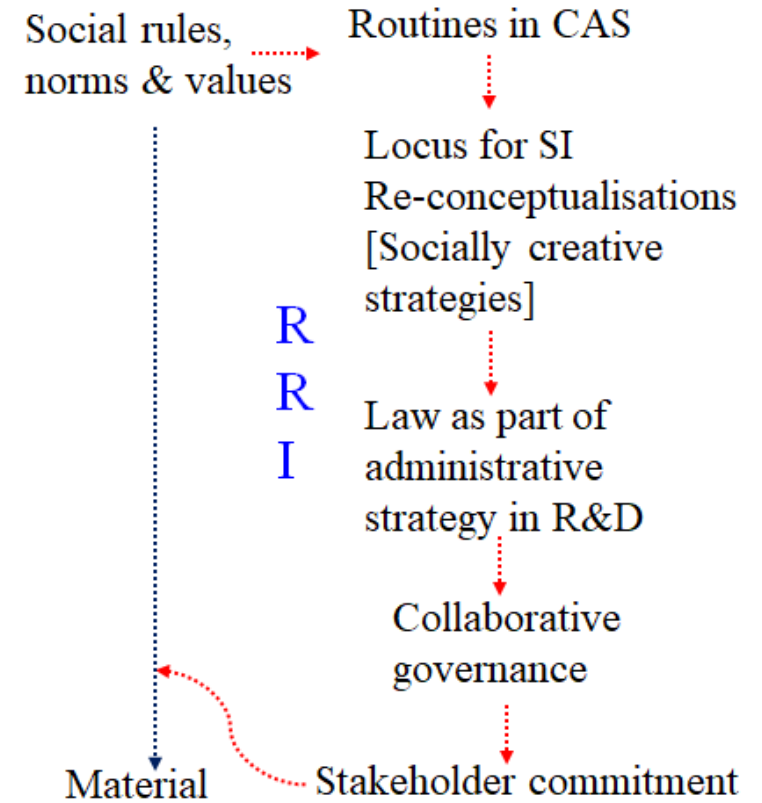 Social rules,
norms & values
Routines in CAS
Locus for SI
Re-conceptualisations
[Socially creative
strategies]
R
R
I
Law as part of
administrative
strategy in R&D
Collaborative
governance
Material
Stakeholder commitment